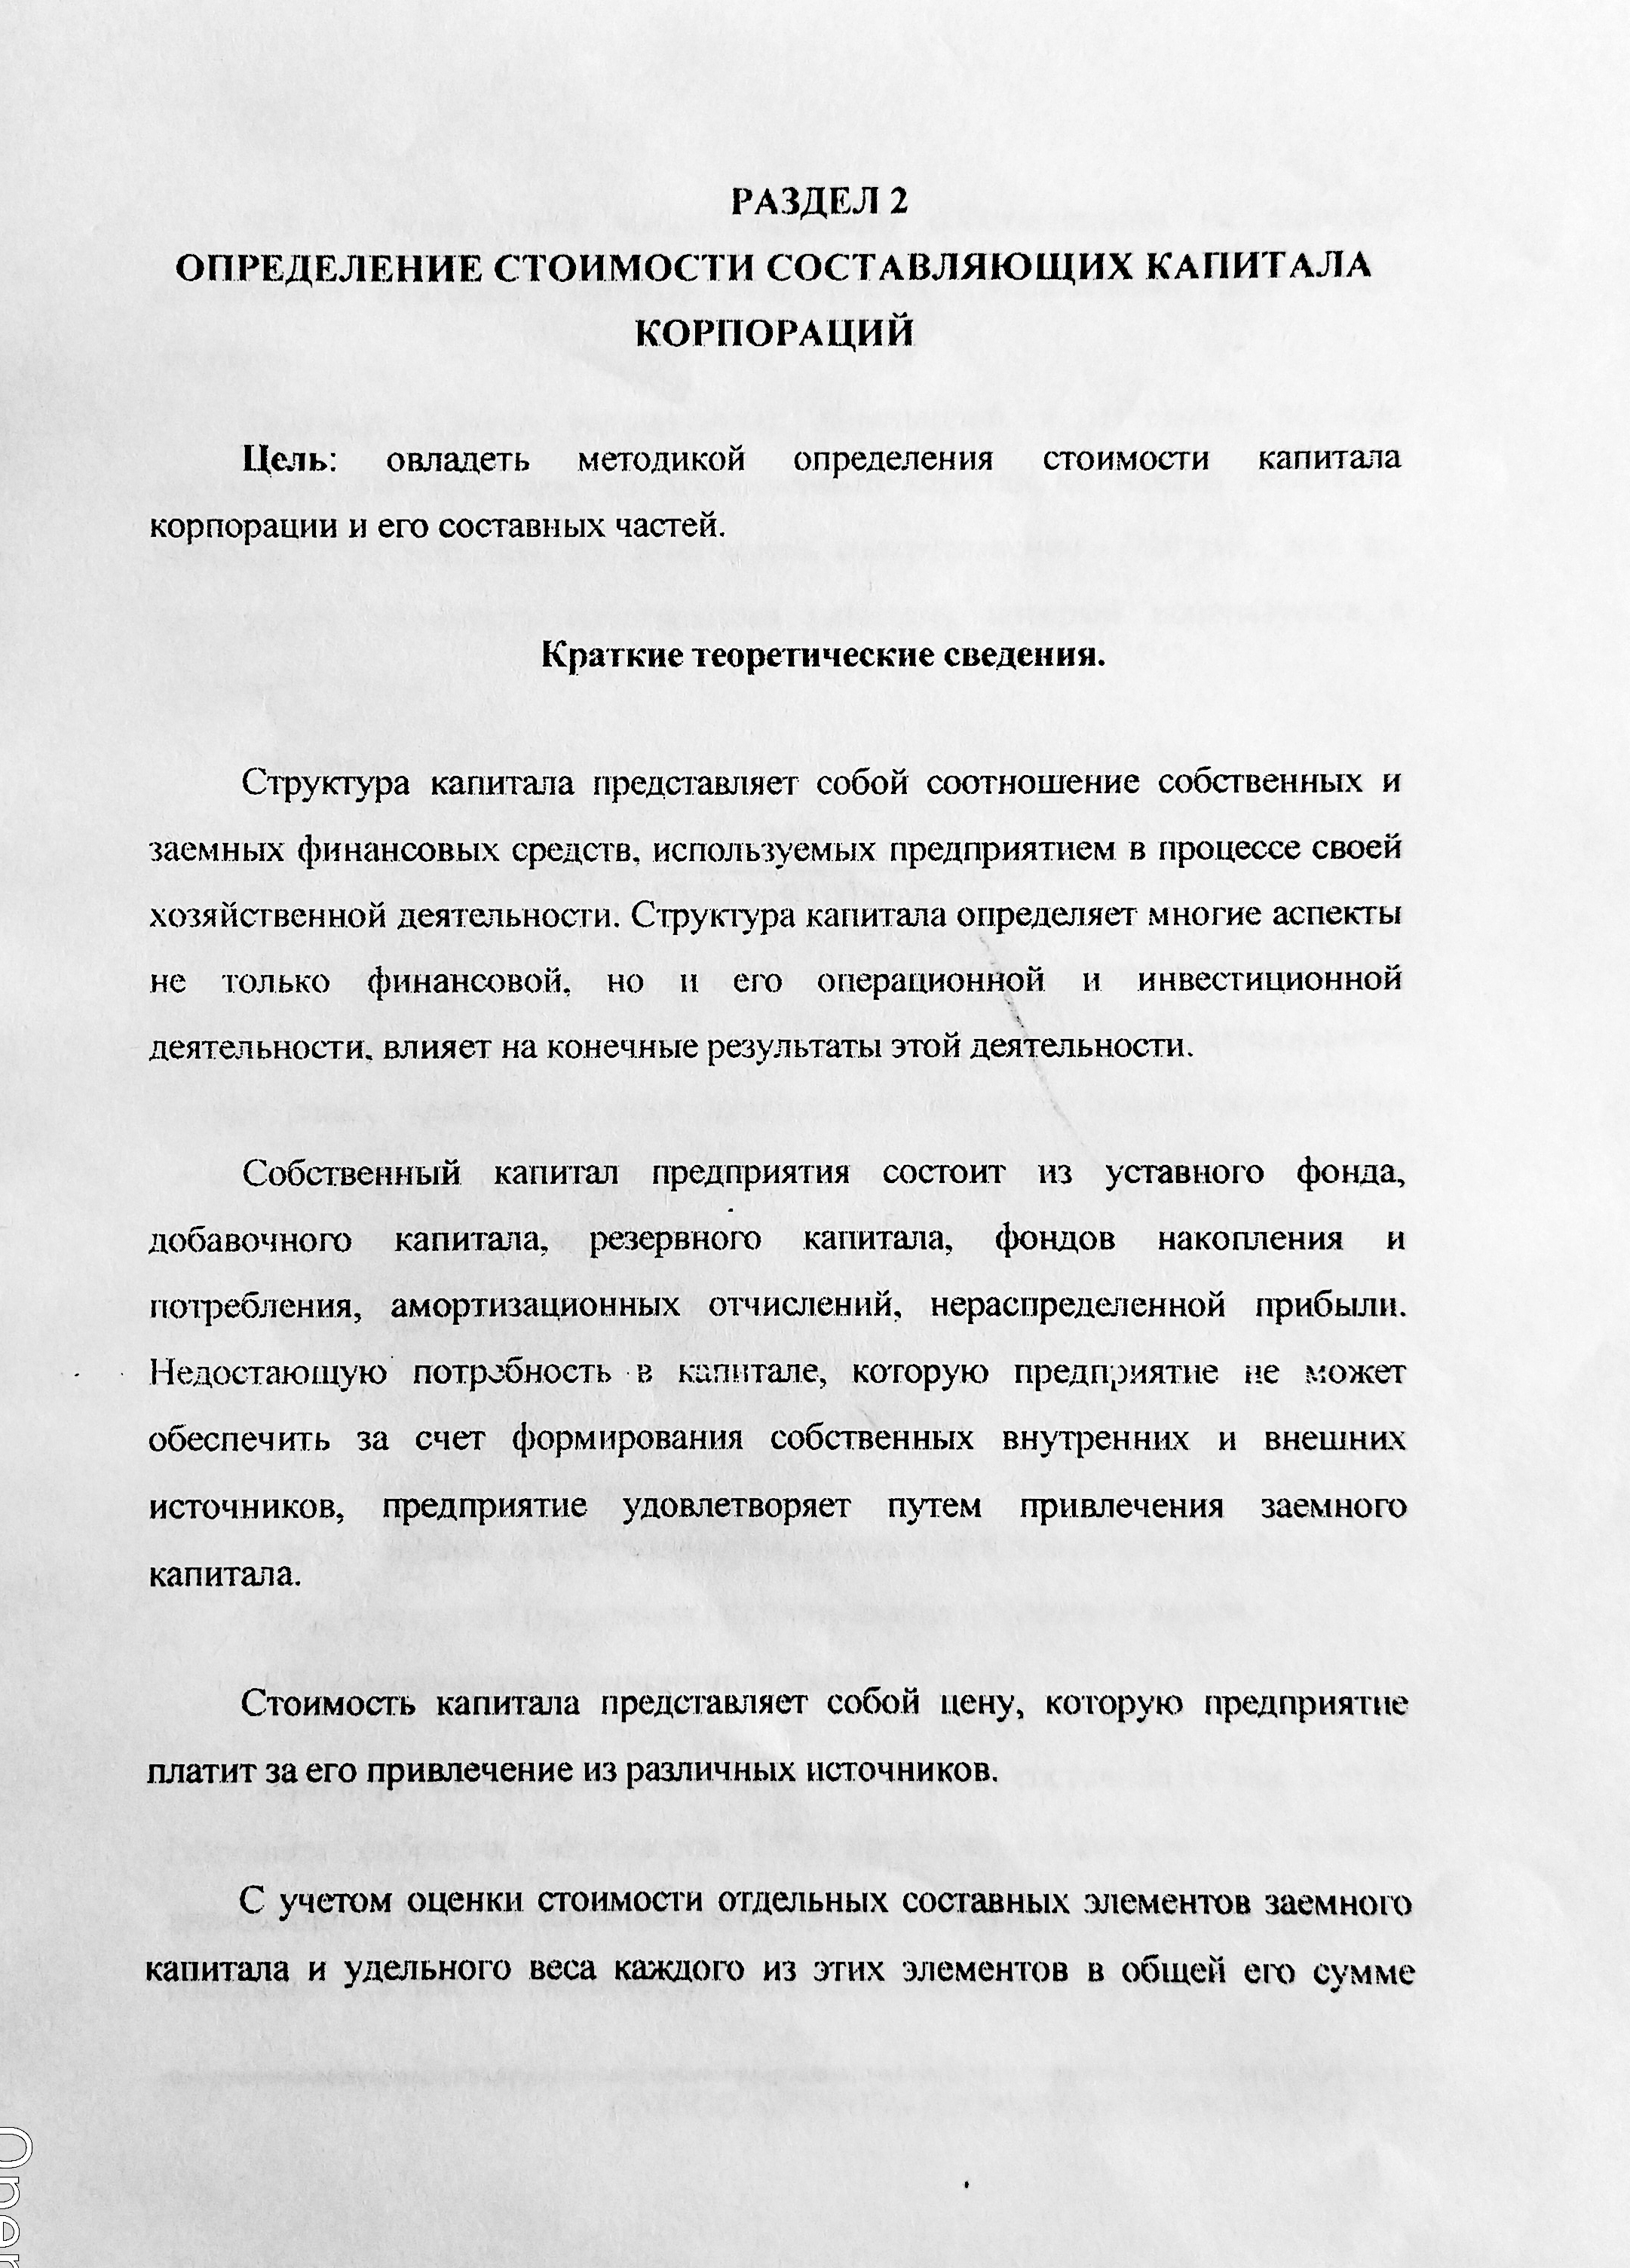 РАЗДЕЛ 2
ОПРЕДЕЛЕНИЕ СТОИМОСТИ СОСТАВЛЯЮЩИХ КАПИТАЛА
КОРПОРАЦИЙ
Цель: овладеть методикой определения стоимости капитала
корпорации и его составных частей.
Краткие теоретические сведения.
Структура капитала представляет собой соотношение собственных и
заемных финансовых средств, используемых предприятием в процессе своей
хозяйственной деятельности. Структура капитала определяет многие аспекты
не только финансовой, но и его операционной и инвестиционной
деятельности, влияет на конечные результаты этой деятельности.
Собственный капитал предприятия состоит из уставного фонда,
добавочного капитала, резервного капитала, фондов накопления и
потребления, амортизационных отчислений, нераспределенной прибыли.
Недостающую потребность в капитале, которую предприятие не может
обеспечить за счет формирования собственных внутренних и внешних
источников, предприятие удовлетворяет путем привлечения заемного
капитала.
Стоимость капитала представляет собой цену, которую предприятие
платит за его привлечение из различных источников.
С учетом оценки стоимости отдельных составных элементов заемного
капитала и удельного веса каждого из этих элементов в общей его сумме